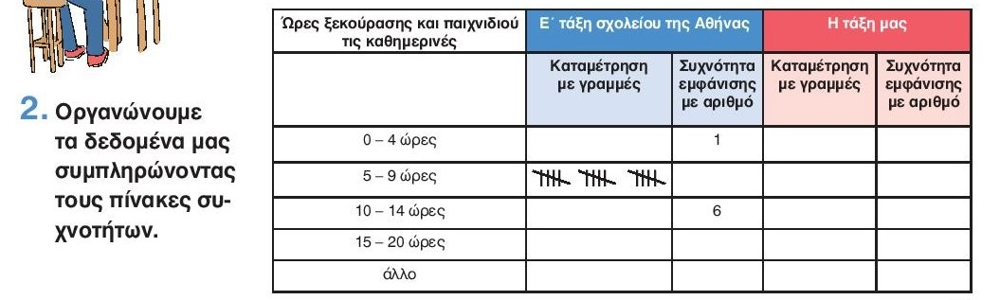 Ώρες ξεκούρασης και παιχνιδιού
τις καθημερινές
Ε΄ τάξη σχολείου της Αθήνας
Η τάξη μας
Καταμέτρηση
με γραμμές
Συχνότητα
εμφάνισης
με αριθμό
Καταμέτρηση
με γραμμές
Συχνότητα
εμφάνισης
με αριθμό
0 – 4 ώρες 1
5 – 9 ώρες
10 – 14 ώρες 6
15 – 20 ώρες
άλλο
2. Οργανώνουμε
τα δεδομένα μας
συμπληρώνοντας
τους πίνακες συ-
χνοτήτων.